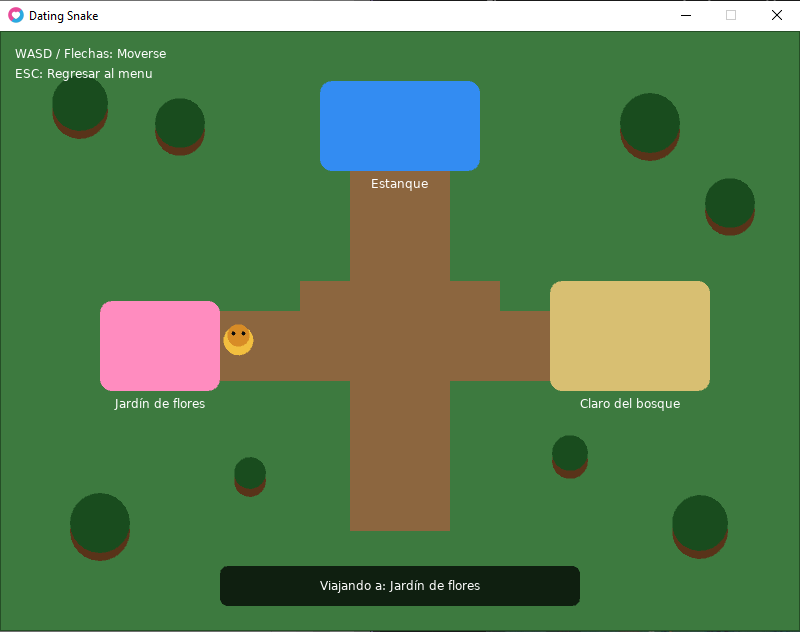 Dating Snake
WASD / Flechas: Moverse
ESC: Regresar al menu
Estanque
Jardín de flores
Claro del bosque
Viajando a: Jardín de flores